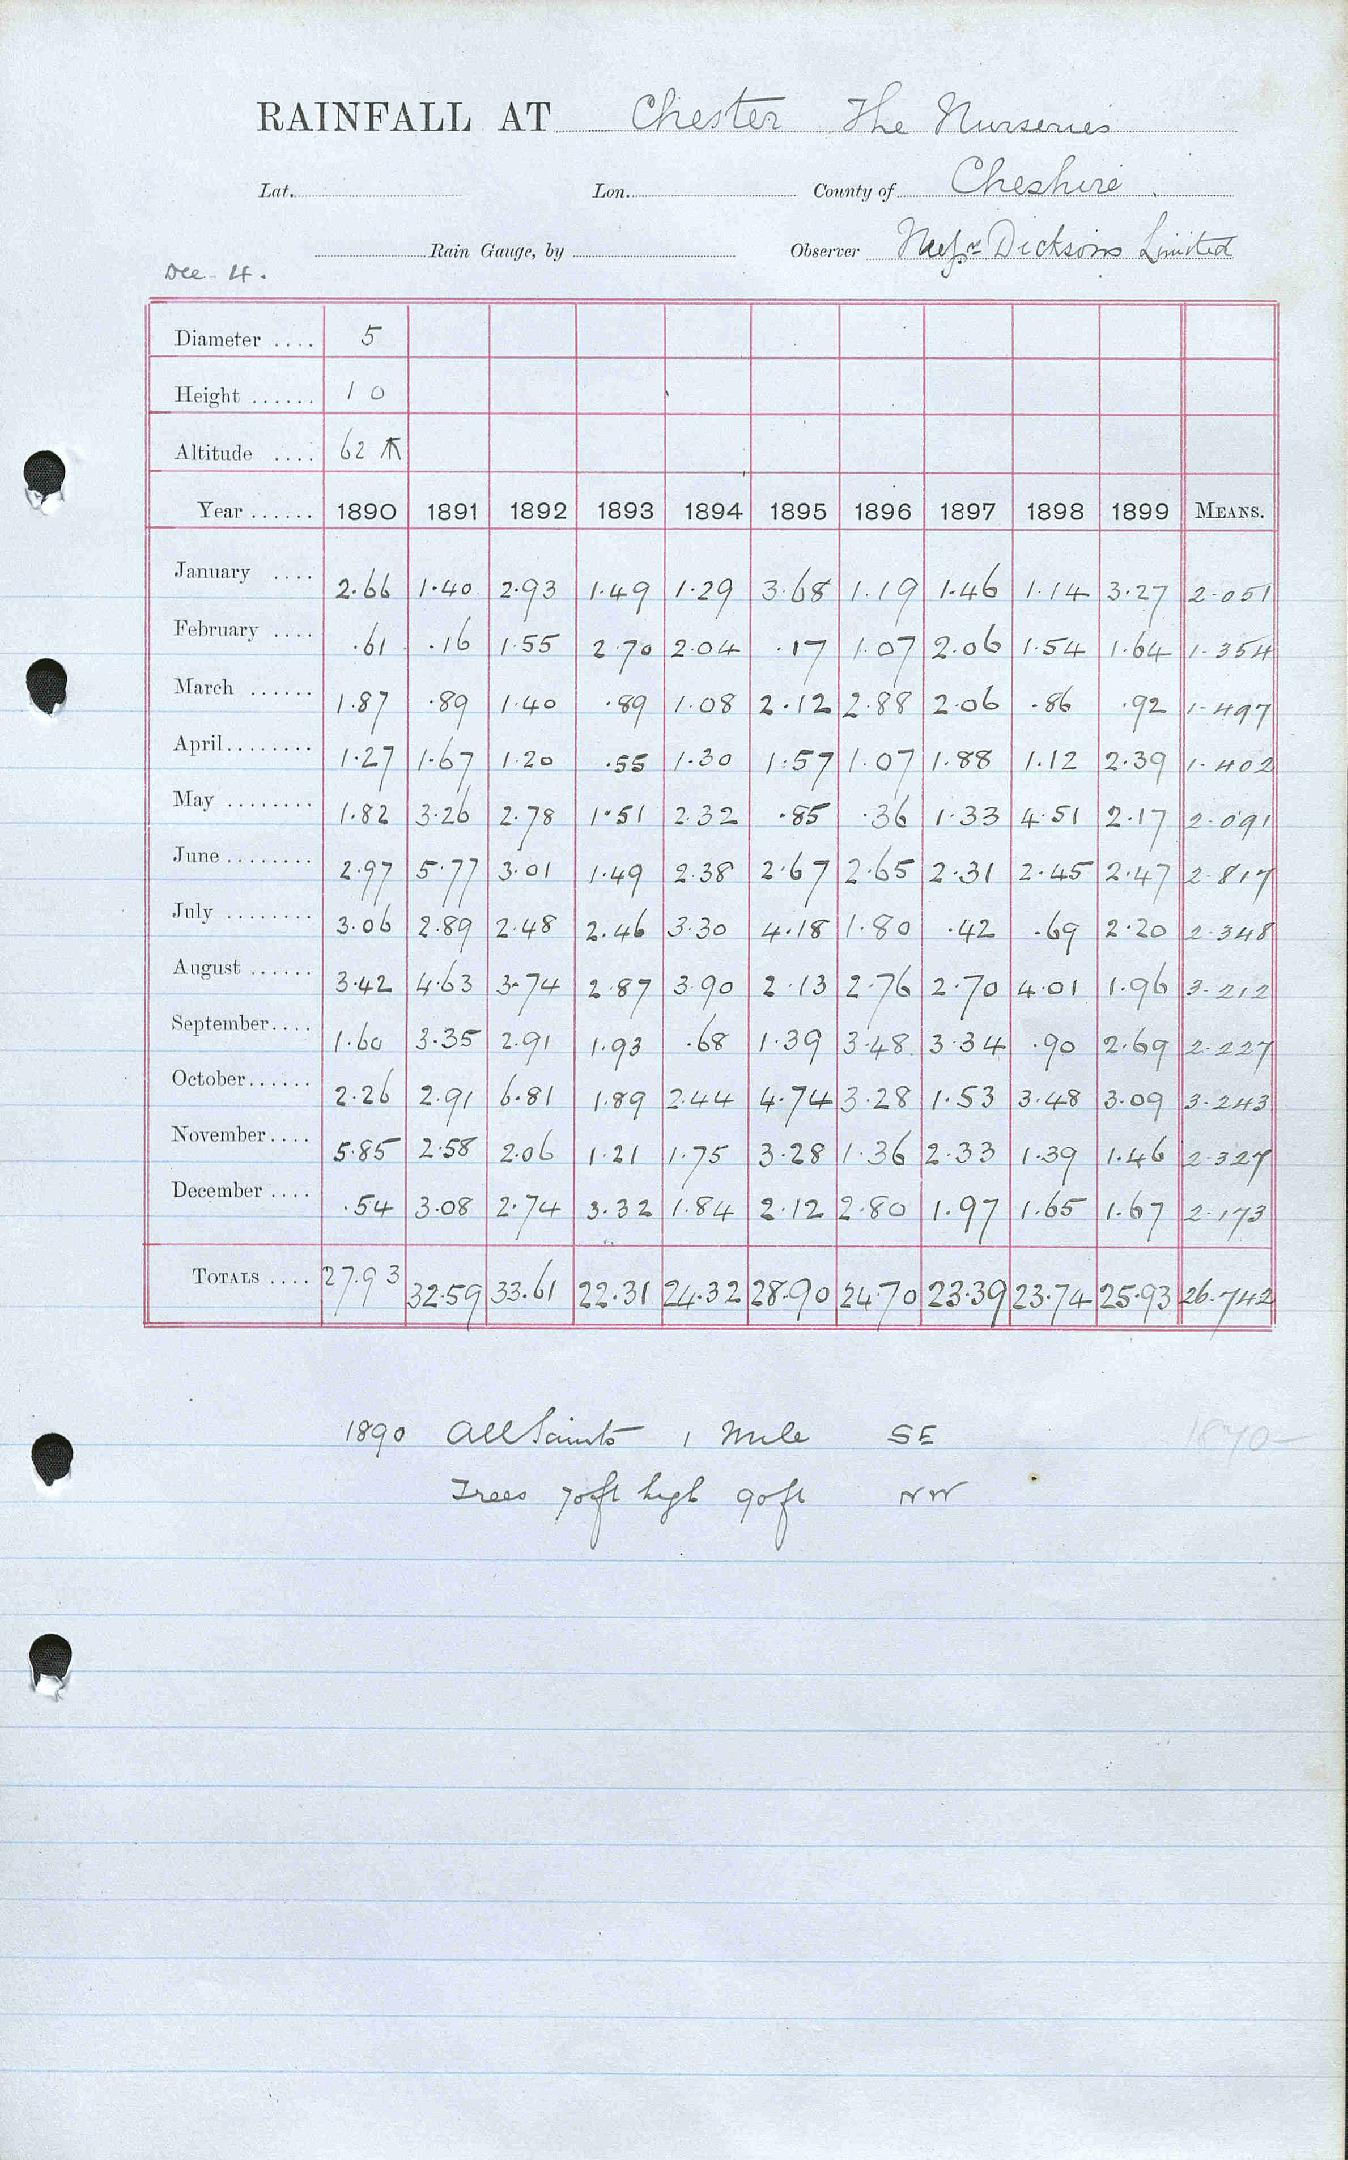 RAINFALL AT Chester The Nurseries
Lat. Lon. County of Cheshire
Rain Gauge, by Observer Messrs Dicksons Limited
Dec - 4.
Diameter .... 5
Height ...... 1 0
Altitude .... 62
Year ...... 1890 1891 1892 1893 1894 1895 1896 1897 1898 1899 MEANS.
January .... 2.66 1.40 2.93 1.49 1.29 3.68 1.19 1.46 1.14 3.27 2.051
February .... .61 .16 1.55 2.70 2.04 .17 1.07 2.06 1.54 1.64 1.354
March ...... 1.87 .89 1.40 .89 1.08 2.12 2.88 2.06 .86 .92 1.497
April........ 1.27 1.67 1.20 .55 1.30 1.57 1.07 1.88 1.12 2.39 1.402
May ........ 1.82 3.26 2.78 1.51 2.32 .85 .36 1.33 4.51 2.17 2.091
June ........ 2.97 5.77 3.01 1.49 2.38 2.67 2.65 2.31 2.45 2.47 2.817
July ........ 3.06 2.89 2.48 2.46 3.30 4.18 1.80 .42 .69 2.20 2.348
August ...... 3.42 4.63 3.74 2.87 3.90 2.13 2.76 2.70 4.01 1.96 3.212
September.... 1.60 3.35 2.91 1.93 .68 1.39 3.48 3.34 .90 2.69 2.227
October...... 2.26 2.91 6.81 1.89 2.44 4.74 3.28 1.53 3.48 3.09 3.243
November.... 5.85 2.58 2.06 1.21 1.75 3.28 1.36 2.33 1.39 1.46 2.327
December .... .54 3.08 2.74 3.32 1.84 2.12 2.80 1.97 1.65 1.67 2.173
TOTALS .... 27.93 32.59 33.61 22.31 24.32 28.90 24.70 23.39 23.74 25.93 26.742
1890 All Saints 1 Mile SE
1870
Trees 70ft high 90ft NW